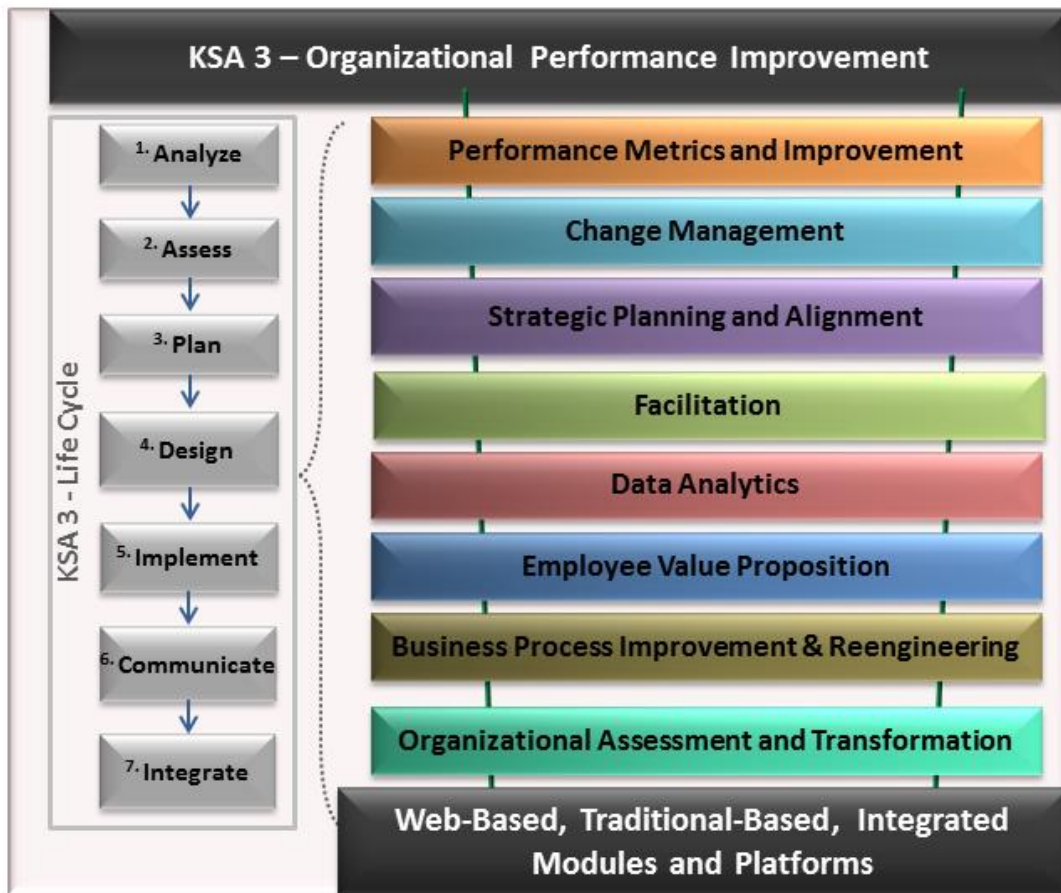 KSA 3 – Organizational Performance Improvement
KSA 3 - Life Cycle
1. Analyze
2. Assess
3. Plan
4. Design
5. Implement
6. Communicate
7. Integrate
Performance Metrics and Improvement
Change Management
Strategic Planning and Alignment
Facilitation
Data Analytics
Employee Value Proposition
Business Process Improvement & Reengineering
Organizational Assessment and Transformation
Web-Based, Traditional-Based, Integrated
Modules and Platforms